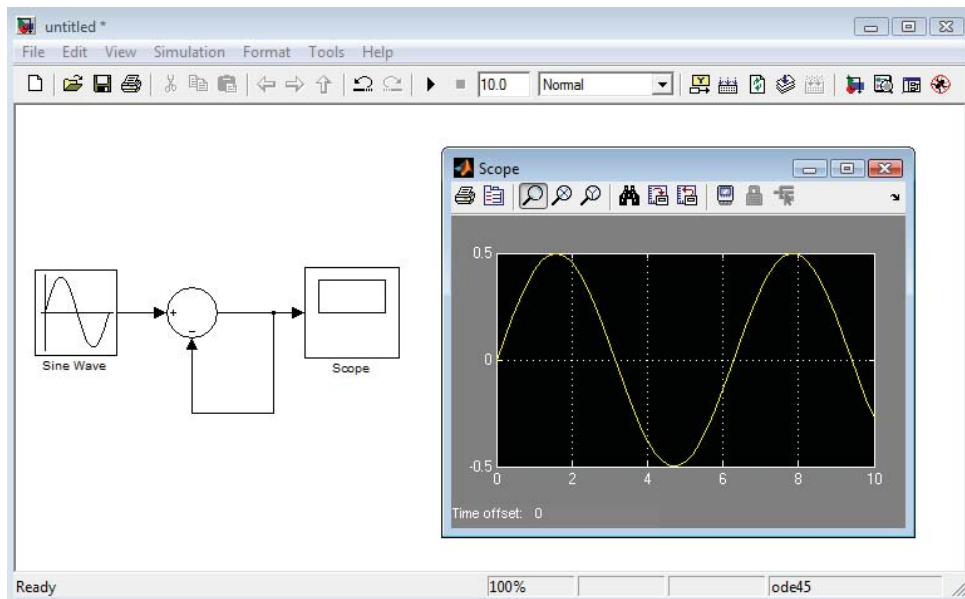 untitled *
File Edit View Simulation Format Tools Help
10.0 Normal
Scope
0.5
0
-0.5
0 2 4 6 8 10
Time offset: 0
+
−
Sine Wave
Scope
Ready 100% ode45